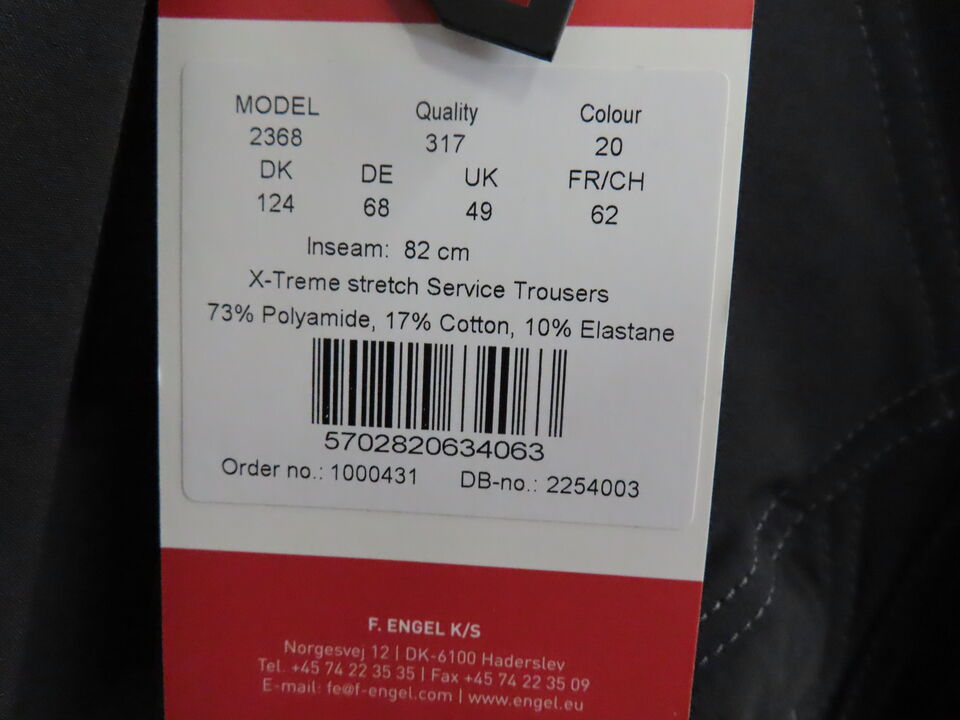 MODEL Quality Colour
2368 317 20
DK DE UK FR/CH
124 68 49 62
Inseam: 82 cm
X-Treme stretch Service Trousers
73% Polyamide, 17% Cotton, 10% Elastane
5702820634063
Order no.: 1000431 DB-no.: 2254003
F. ENGEL K/S
Norgesvej 12 | DK-6100 Haderslev
Tel. +45 74 22 35 35 | Fax +45 74 22 35 09
E-mail: fe@f-engel.com | www.engel.eu